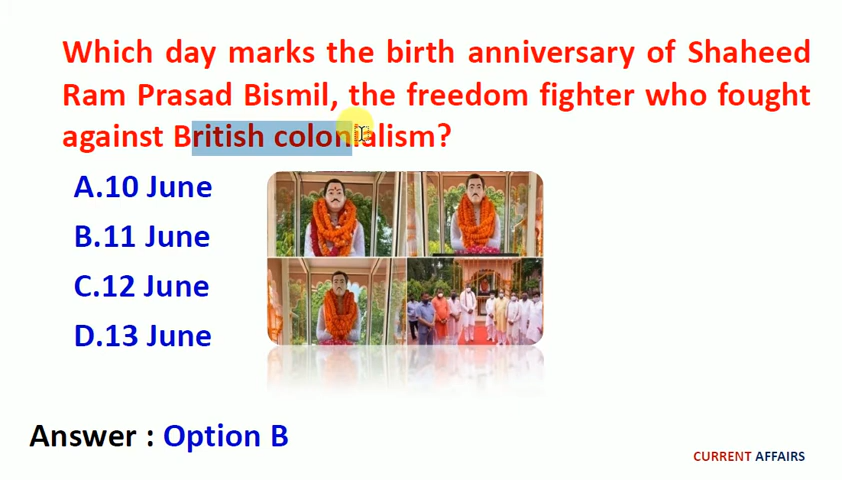 Which day marks the birth anniversary of Shaheed
Ram Prasad Bismil, the freedom fighter who fought
against British colonialism?
A.10 June
B.11 June
C.12 June
D.13 June
Answer : Option B
CURRENT AFFAIRS